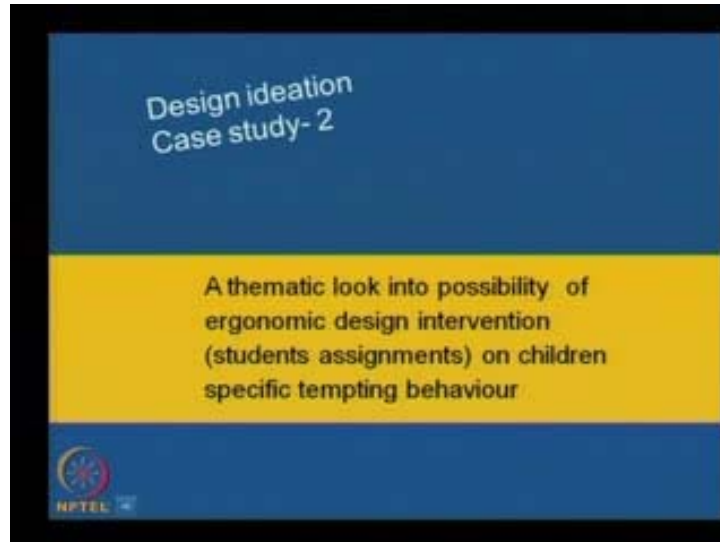 Design ideation
Case study- 2
A thematic look into possibility of
ergonomic design intervention
(students assignments) on children
specific tempting behaviour
NPTEL